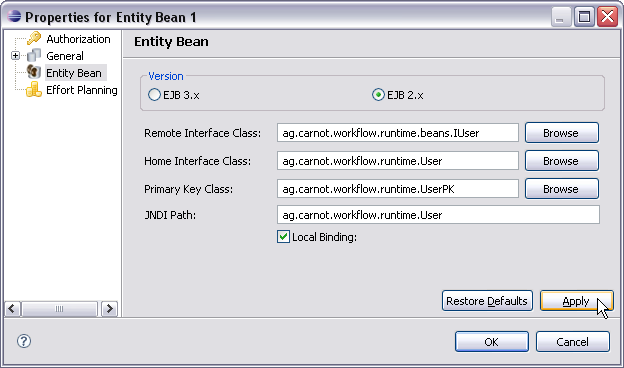 Properties for Entity Bean 1
Authorization
General
Entity Bean
Effort Planning
Entity Bean
Version
EJB 3.x
EJB 2.x
Remote Interface Class: ag.carnot.workflow.runtime.beans.IUser Browse
Home Interface Class: ag.carnot.workflow.runtime.User Browse
Primary Key Class: ag.carnot.workflow.runtime.UserPK Browse
JNDI Path: ag.carnot.workflow.runtime.User
Local Binding:
Restore Defaults Apply
? OK Cancel